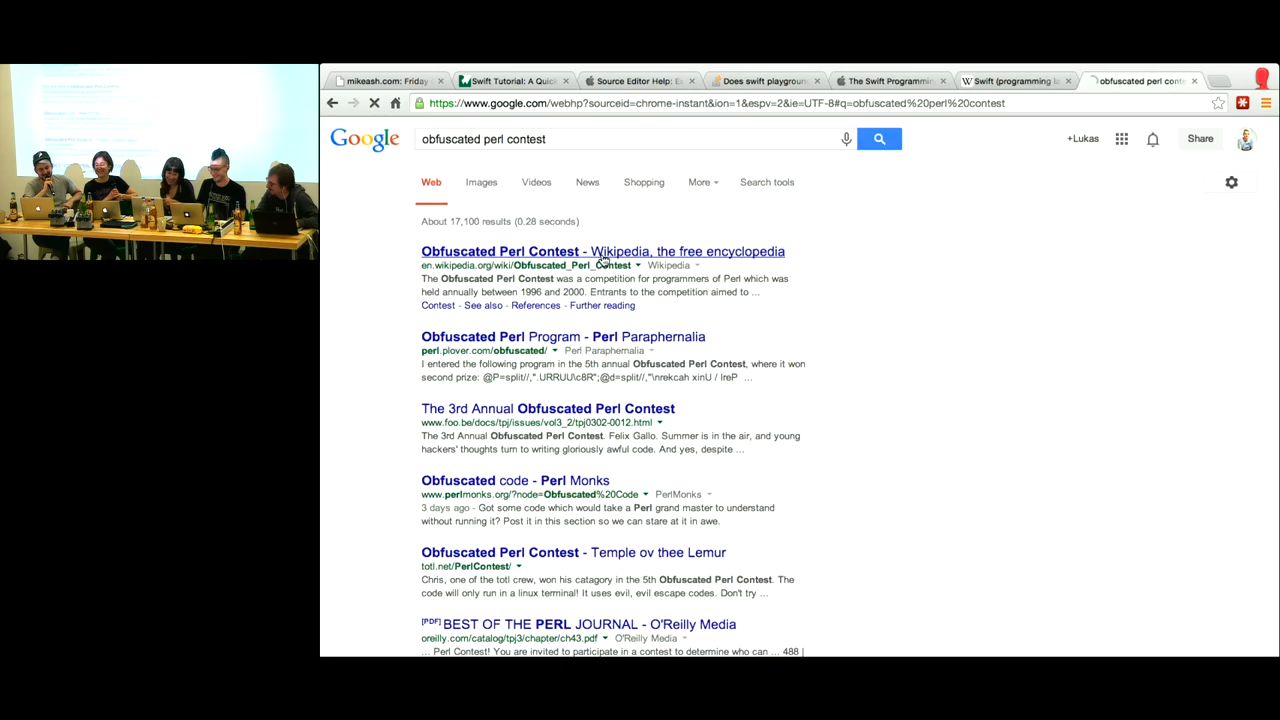 mikeash.com: Friday
Swift Tutorial: A Quick
Source Editor Help: Ex
Does swift playground
The Swift Programmin
Swift (programming la
obfuscated perl conte
https://www.google.com/webhp?sourceid=chrome-instant&ion=1&espv=2&ie=UTF-8#q=obfuscated%20perl%20contest
Google
obfuscated perl contest
+Lukas
Share
Web Images Videos News Shopping More Search tools
About 17,100 results (0.28 seconds)
Obfuscated Perl Contest - Wikipedia, the free encyclopedia
en.wikipedia.org/wiki/Obfuscated_Perl_Contest Wikipedia
The Obfuscated Perl Contest was a competition for programmers of Perl which was
held annually between 1996 and 2000. Entrants to the competition aimed to ...
Contest - See also - References - Further reading
Obfuscated Perl Program - Perl Paraphernalia
perl.plover.com/obfuscated/ Perl Paraphernalia
I entered the following program in the 5th annual Obfuscated Perl Contest, where it won
second prize: @P=split//,".URRUU\c8R";@d=split//,"\nrekcah xinU / lreP ...
The 3rd Annual Obfuscated Perl Contest
www.foo.be/docs/tpj/issues/vol3_2/tpj0302-0012.html
The 3rd Annual Obfuscated Perl Contest. Felix Gallo. Summer is in the air, and young
hackers' thoughts turn to writing gloriously awful code. And yes, despite ...
Obfuscated code - Perl Monks
www.perlmonks.org/?node=Obfuscated%20Code PerlMonks
3 days ago - Got some code which would take a Perl grand master to understand
without running it? Post it in this section so we can stare at it in awe.
Obfuscated Perl Contest - Temple ov thee Lemur
totl.net/PerlContest/
Chris, one of the totl crew, won his catagory in the 5th Obfuscated Perl Contest. The
code will only run in a linux terminal! It uses evil, evil escape codes. Don't try ...
[PDF] BEST OF THE PERL JOURNAL - O'Reilly Media
oreilly.com/catalog/tpj3/chapter/ch43.pdf O'Reilly Media
... Perl Contest! You are invited to participate in a contest to determine who can ... 488 |